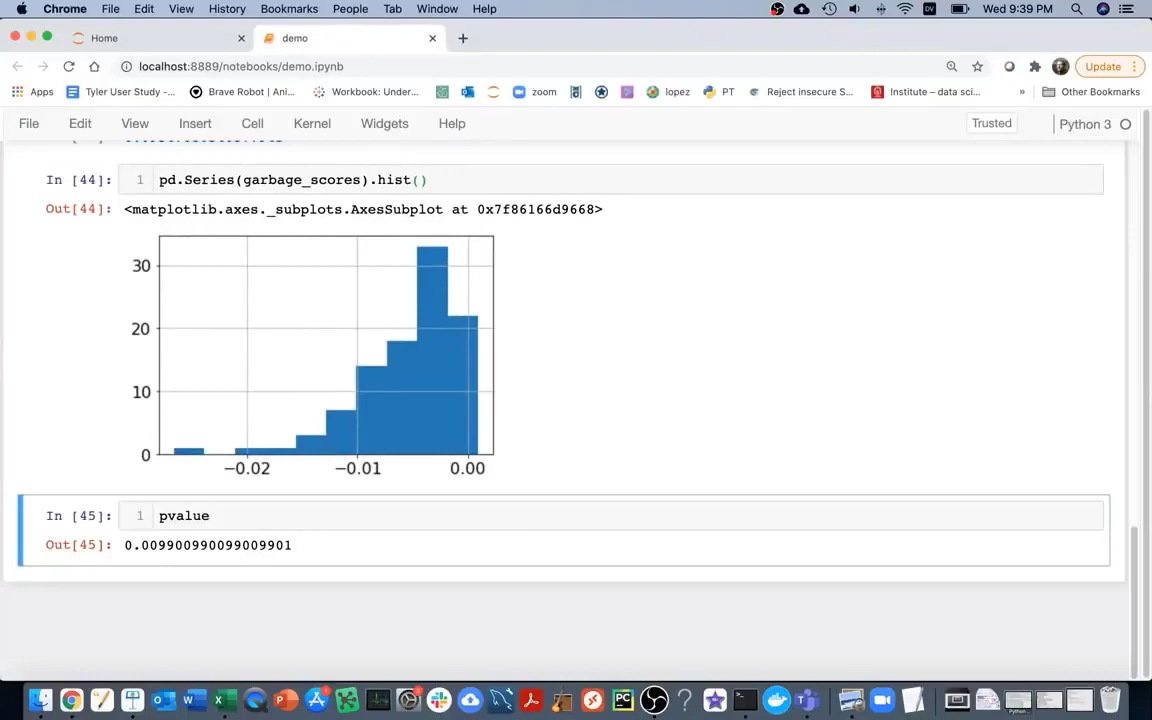 Chrome File Edit View History Bookmarks People Tab Window Help DV Wed 9:39 PM
Home demo
localhost:8889/notebooks/demo.ipynb Update
Apps Tyler User Study -... Brave Robot | Ani... Workbook: Under... zoom lopez PT Reject insecure S... Institute – data sci... » Other Bookmarks
File Edit View Insert Cell Kernel Widgets Help Trusted Python 3
In [44]: 1 pd.Series(garbage_scores).hist()
Out[44]: <matplotlib.axes._subplots.AxesSubplot at 0x7f86166d9668>
30
20
10
0
−0.02 −0.01 0.00
In [45]: 1 pvalue
Out[45]: 0.009900990099009901